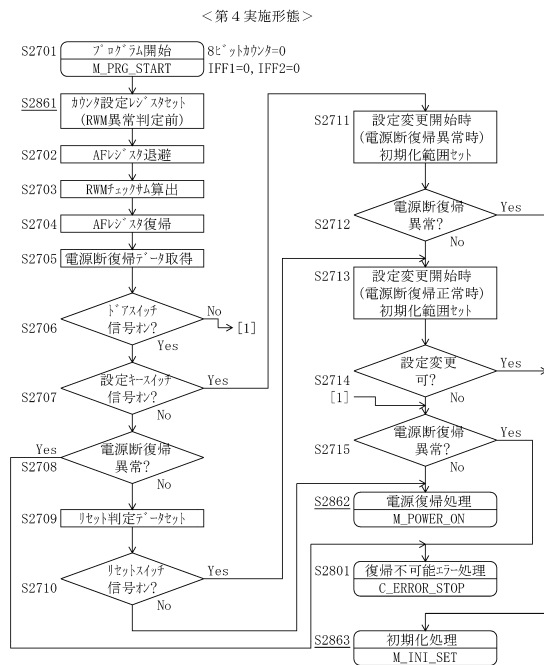 ＜第４実施形態＞
S2701
プログラム開始
M_PRG_START
8ビットカウンタ=0
IFF1=0, IFF2=0
S2861
カウンタ設定レジスタセット
(RWM異常判定前)
S2702
AFレジスタ退避
S2703
RWMチェックサム算出
S2704
AFレジスタ復帰
S2705
電源断復帰データ取得
S2706
ドアスイッチ
信号オン?
No
[1]
Yes
S2707
設定キースイッチ
信号オン?
Yes
No
Yes
S2708
電源断復帰
異常?
No
S2709
リセット判定データセット
S2710
リセットスイッチ
信号オン?
Yes
No
S2711
設定変更開始時
(電源断復帰異常時)
初期化範囲セット
S2712
電源断復帰
異常?
Yes
No
S2713
設定変更開始時
(電源断復帰正常時)
初期化範囲セット
S2714
設定変更
可?
Yes
No
[1]
S2715
電源断復帰
異常?
Yes
No
S2862
電源復帰処理
M_POWER_ON
S2801
復帰不可能エラー処理
C_ERROR_STOP
S2863
初期化処理
M_INI_SET